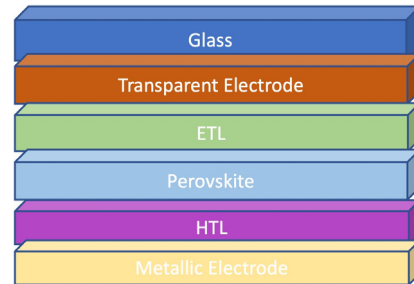 Glass
Transparent Electrode
ETL
Perovskite
HTL
Metallic Electrode